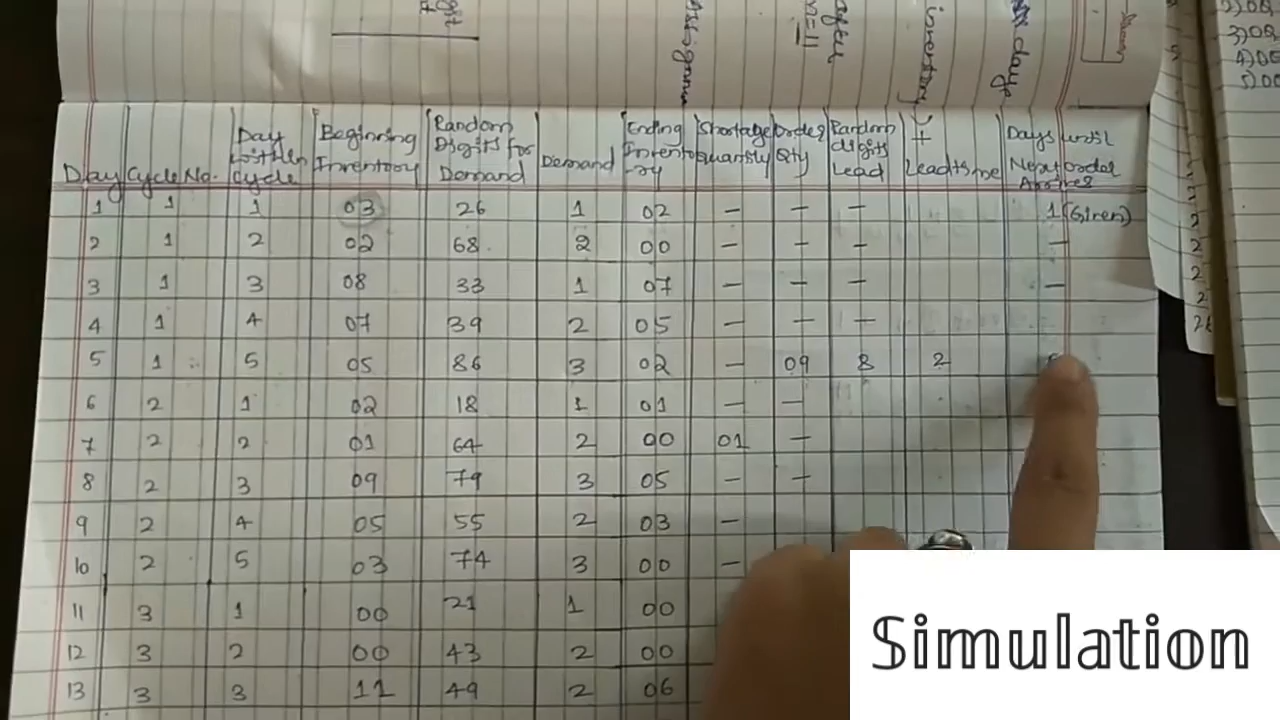 after
n=11
inventory
days
Day Cycle No. Day within Cycle Beginning Inventory Random Digits for Demand Demand Ending Invento-ry Shortage quantity Order Qty Random digits Lead Leadtime Days until Next order Arrives
1 1 1 03 26 1 02 – – – 1 (Given)
2 1 2 02 68 2 00 – – – –
3 1 3 08 33 1 07 – – – –
4 1 4 07 39 2 05 – – –
5 1 5 05 86 3 02 – 09 8 2
6 2 1 02 18 1 01 – –
7 2 2 01 64 2 00 01 –
8 2 3 09 79 3 05 – –
9 2 4 05 55 2 03 –
10 2 5 03 74 3 00 –
11 3 1 00 21 1 00
12 3 2 00 43 2 00
13 3 3 11 49 2 06
Simulation